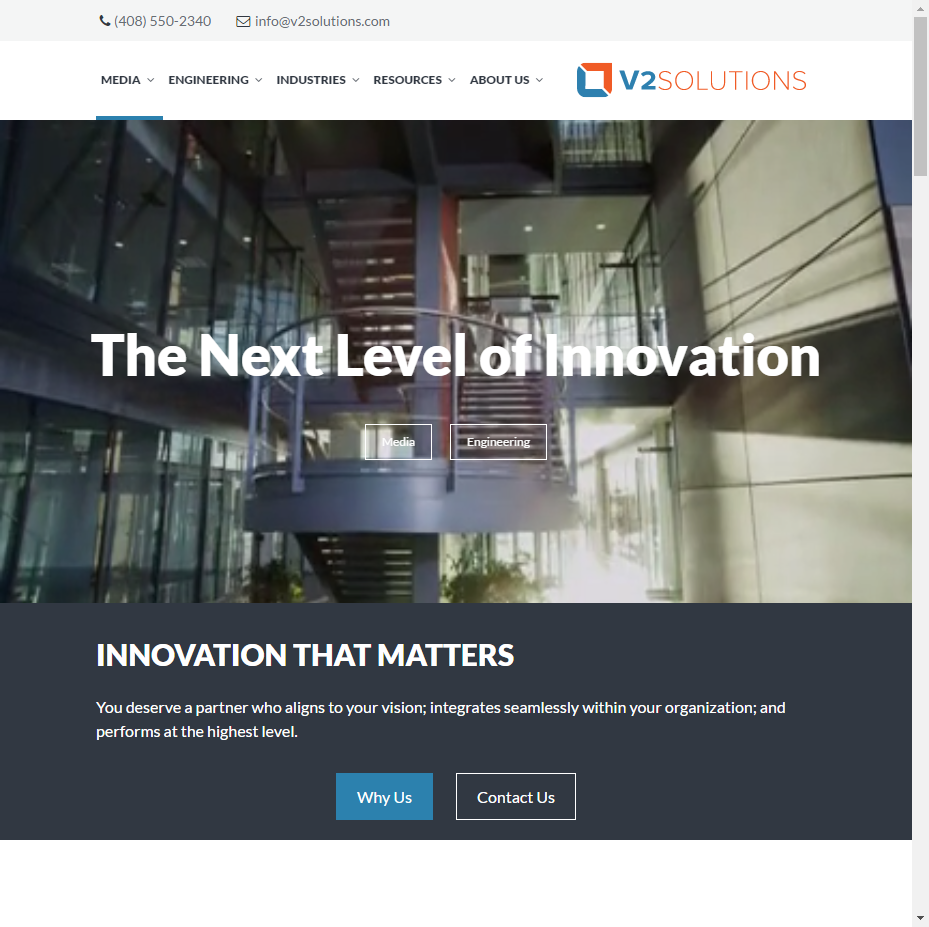 (408) 550-2340 info@v2solutions.com
MEDIA ENGINEERING INDUSTRIES RESOURCES ABOUT US V2SOLUTIONS
The Next Level of Innovation
Media Engineering
INNOVATION THAT MATTERS
You deserve a partner who aligns to your vision; integrates seamlessly within your organization; and
performs at the highest level.
Why Us Contact Us